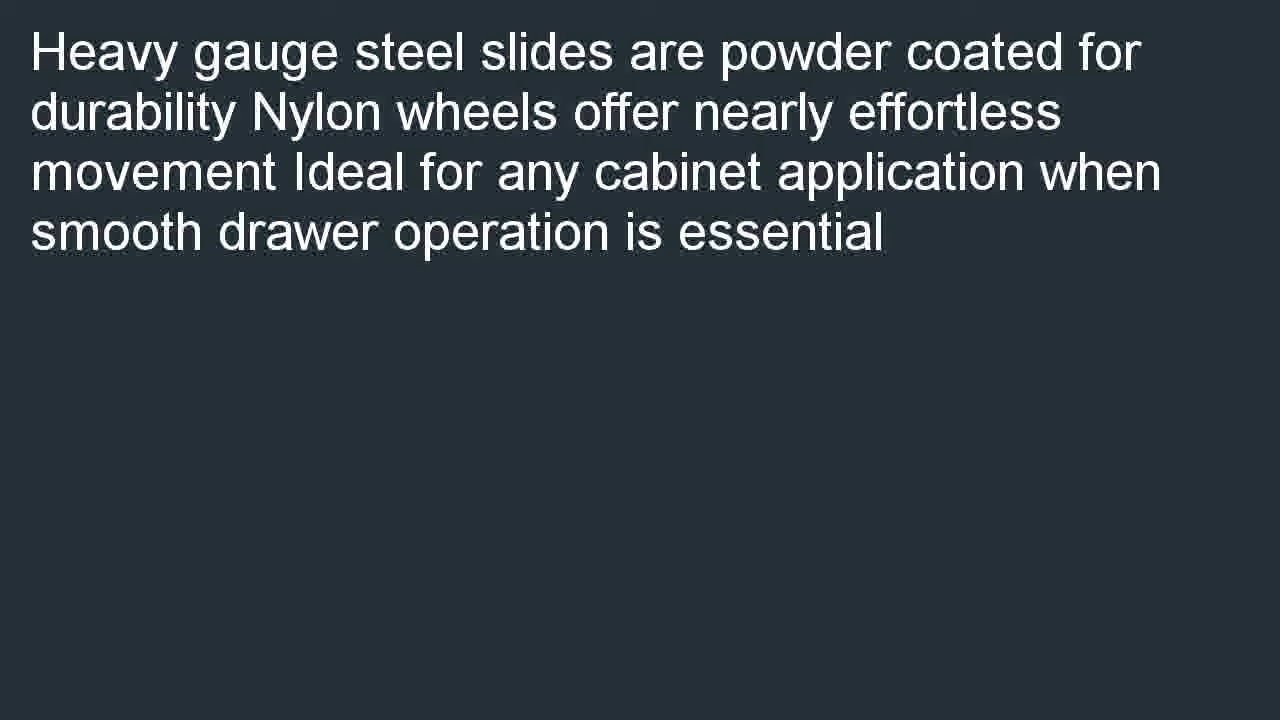 Heavy gauge steel slides are powder coated for
durability Nylon wheels offer nearly effortless
movement Ideal for any cabinet application when
smooth drawer operation is essential